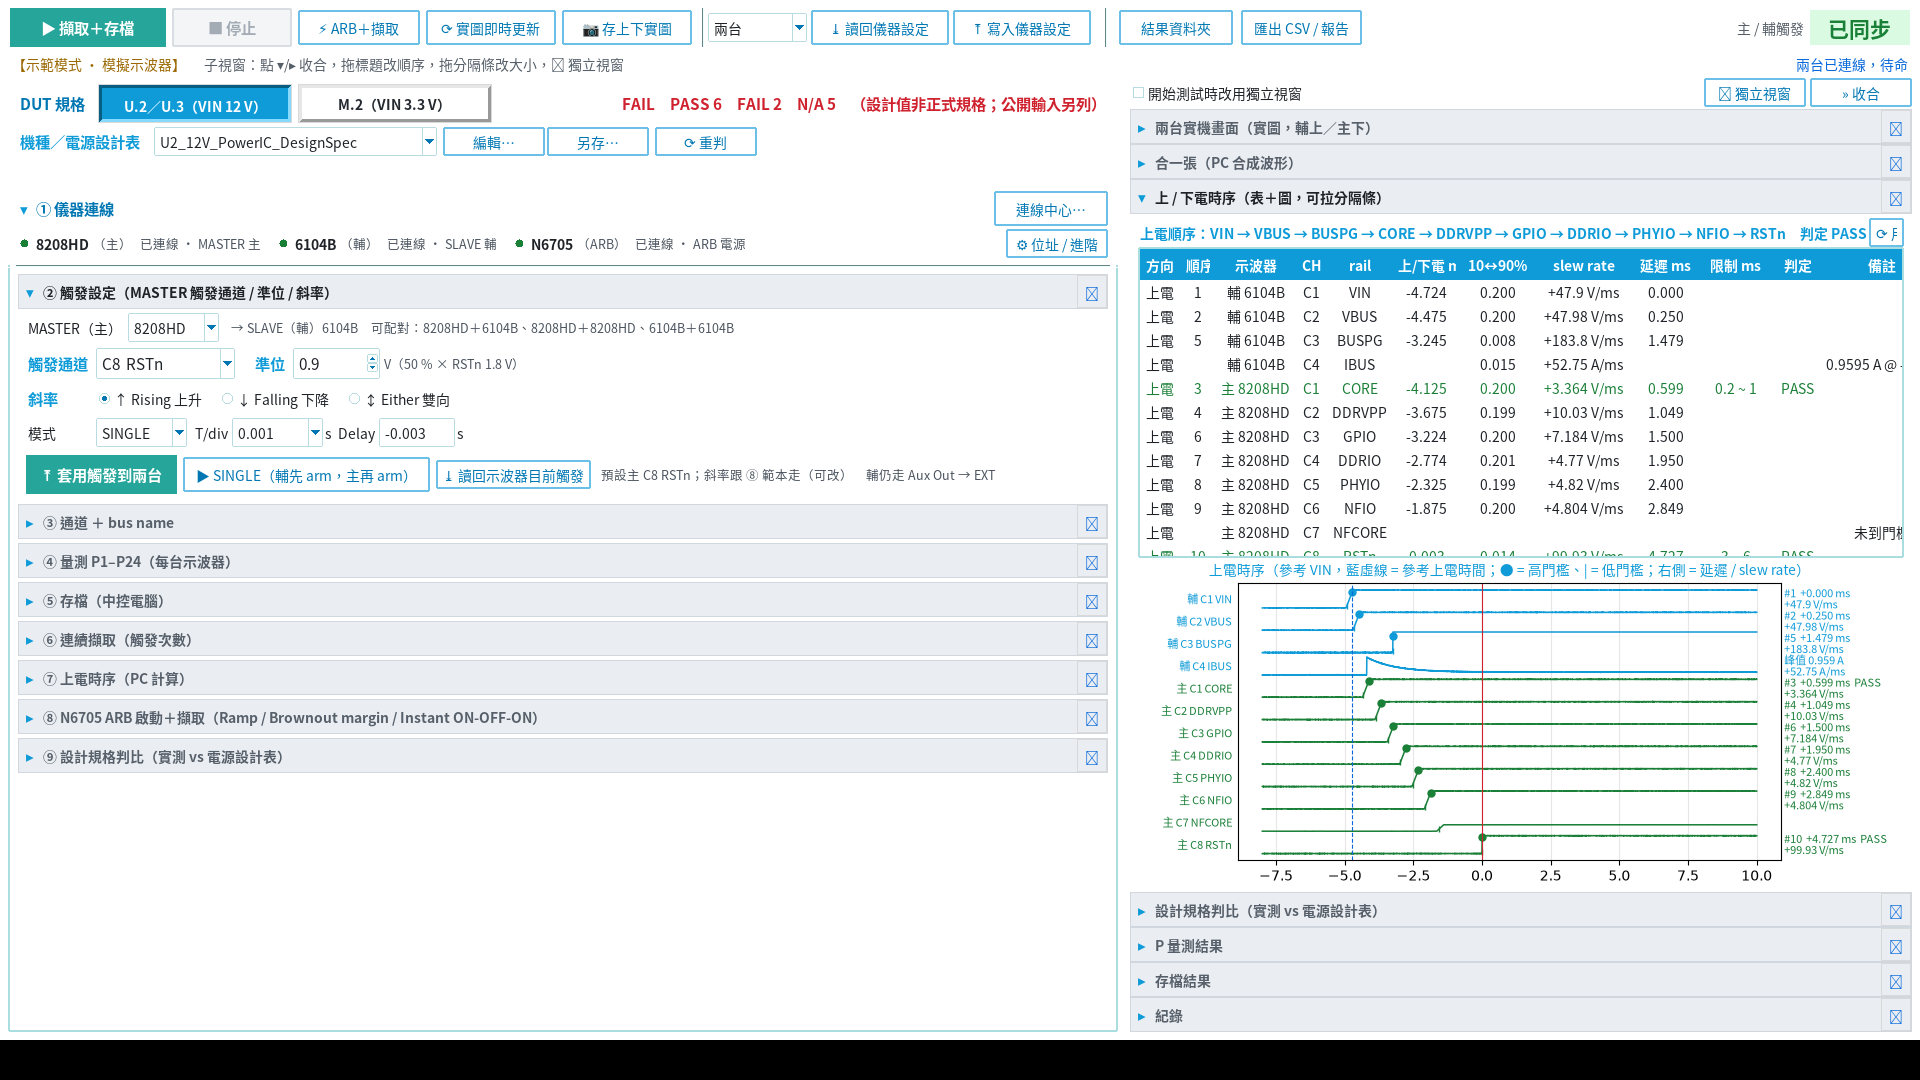 ▶ 擷取＋存檔
■ 停止
⚡ ARB＋擷取
⟳ 實圖即時更新
📷 存上下實圖
兩台
⤓ 讀回儀器設定
⤒ 寫入儀器設定
結果資料夾
匯出 CSV / 報告
主 / 輔觸發
已同步
【示範模式 · 模擬示波器】 子視窗：點 ▾/▸ 收合，拖標題改順序，拖分隔條改大小，獨立視窗
兩台已連線，待命
DUT 規格 U.2／U.3（VIN 12 V） M.2（VIN 3.3 V） FAIL PASS 6 FAIL 2 N/A 5 （設計值非正式規格；公開輸入另列）
機種／電源設計表 U2_12V_PowerIC_DesignSpec 編輯… 另存… ⟳ 重判
▼ ① 儀器連線 連線中心…
● 8208HD （主） 已連線 · MASTER 主 ● 6104B （輔） 已連線 · SLAVE 輔 ● N6705 （ARB） 已連線 · ARB 電源 ⚙ 位址 / 進階
▼ ② 觸發設定（MASTER 觸發通道 / 準位 / 斜率）
MASTER（主） 8208HD → SLAVE（輔）6104B 可配對：8208HD＋6104B、8208HD＋8208HD、6104B＋6104B
觸發通道 C8 RSTn 準位 0.9 V（50 % × RSTn 1.8 V）
斜率 ↑ Rising 上升 ↓ Falling 下降 ↕ Either 雙向
模式 SINGLE T/div 0.001 s Delay -0.003 s
⤒ 套用觸發到兩台 ▶ SINGLE（輔先 arm，主再 arm） ⤓ 讀回示波器目前觸發 預設主 C8 RSTn；斜率跟 ⑧ 範本走（可改） 輔仍走 Aux Out → EXT
▶ ③ 通道 ＋ bus name
▶ ④ 量測 P1–P24（每台示波器）
▶ ⑤ 存檔（中控電腦）
▶ ⑥ 連續擷取（觸發次數）
▶ ⑦ 上電時序（PC 計算）
▶ ⑧ N6705 ARB 啟動＋擷取（Ramp / Brownout margin / Instant ON-OFF-ON）
▶ ⑨ 設計規格判比（實測 vs 電源設計表）
開始測試時改用獨立視窗 獨立視窗 » 收合
▶ 兩台實機畫面（實圖，輔上／主下）
▶ 合一張（PC 合成波形）
▼ 上 / 下電時序（表＋圖，可拉分隔條）
上電順序：VIN → VBUS → BUSPG → CORE → DDRVPP → GPIO → DDRIO → PHYIO → NFIO → RSTn 判定 PASS ⟳
方向 順序 示波器 CH rail 上/下電 n 10↔90% slew rate 延遲 ms 限制 ms 判定 備註
上電 1 輔 6104B C1 VIN -4.724 0.200 +47.9 V/ms 0.000
上電 2 輔 6104B C2 VBUS -4.475 0.200 +47.98 V/ms 0.250
上電 5 輔 6104B C3 BUSPG -3.245 0.008 +183.8 V/ms 1.479
上電 輔 6104B C4 IBUS 0.015 +52.75 A/ms 0.9595 A @
上電 3 主 8208HD C1 CORE -4.125 0.200 +3.364 V/ms 0.599 0.2 ~ 1 PASS
上電 4 主 8208HD C2 DDRVPP -3.675 0.199 +10.03 V/ms 1.049
上電 6 主 8208HD C3 GPIO -3.224 0.200 +7.184 V/ms 1.500
上電 7 主 8208HD C4 DDRIO -2.774 0.201 +4.77 V/ms 1.950
上電 8 主 8208HD C5 PHYIO -2.325 0.199 +4.82 V/ms 2.400
上電 9 主 8208HD C6 NFIO -1.875 0.200 +4.804 V/ms 2.849
上電 主 8208HD C7 NFCORE 未到門檻
上電 10 主 8208HD C8 RSTn -0.003 0.014 +99.93 V/ms 4.727 3 ~ 6 PASS
上電時序（參考 VIN，藍虛線 = 參考上電時間；● = 高門檻、| = 低門檻；右側 = 延遲 / slew rate）
輔 C1 VIN #1 +0.000 ms
+47.9 V/ms
輔 C2 VBUS #2 +0.250 ms
+47.98 V/ms
輔 C3 BUSPG #5 +1.479 ms
+183.8 V/ms
輔 C4 IBUS 峰值 0.959 A
+52.75 A/ms
主 C1 CORE #3 +0.599 ms PASS
+3.364 V/ms
主 C2 DDRVPP #4 +1.049 ms
+10.03 V/ms
主 C3 GPIO #6 +1.500 ms
+7.184 V/ms
主 C4 DDRIO #7 +1.950 ms
+4.77 V/ms
主 C5 PHYIO #8 +2.400 ms
+4.82 V/ms
主 C6 NFIO #9 +2.849 ms
+4.804 V/ms
主 C7 NFCORE
主 C8 RSTn #10 +4.727 ms PASS
+99.93 V/ms
−7.5 −5.0 −2.5 0.0 2.5 5.0 7.5 10.0
▶ 設計規格判比（實測 vs 電源設計表）
▶ P 量測結果
▶ 存檔結果
▶ 紀錄